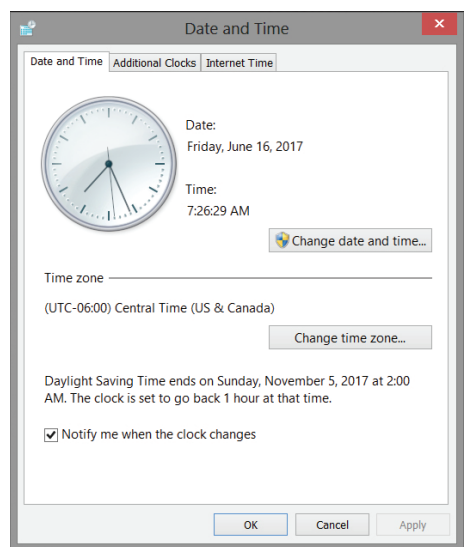 Date and Time
Date and Time Additional Clocks Internet Time
Date:
Friday, June 16, 2017
Time:
7:26:29 AM
Change date and time...
Time zone
(UTC-06:00) Central Time (US & Canada)
Change time zone...
Daylight Saving Time ends on Sunday, November 5, 2017 at 2:00
AM. The clock is set to go back 1 hour at that time.
Notify me when the clock changes
OK Cancel Apply